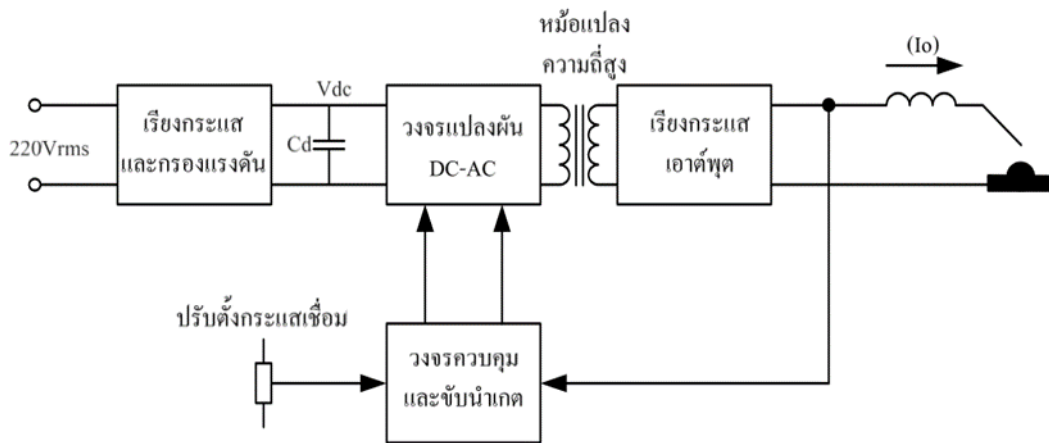 หม้อแปลง
ความถี่สูง
(Io)
Vdc
220Vrms
เรียงกระแส
และกรองแรงดัน
Cd
วงจรแปลงผัน
DC-AC
เรียงกระแส
เอาต์พุต
ปรับตั้งกระแสเชื่อม
วงจรควบคุม
และขับนำเกต